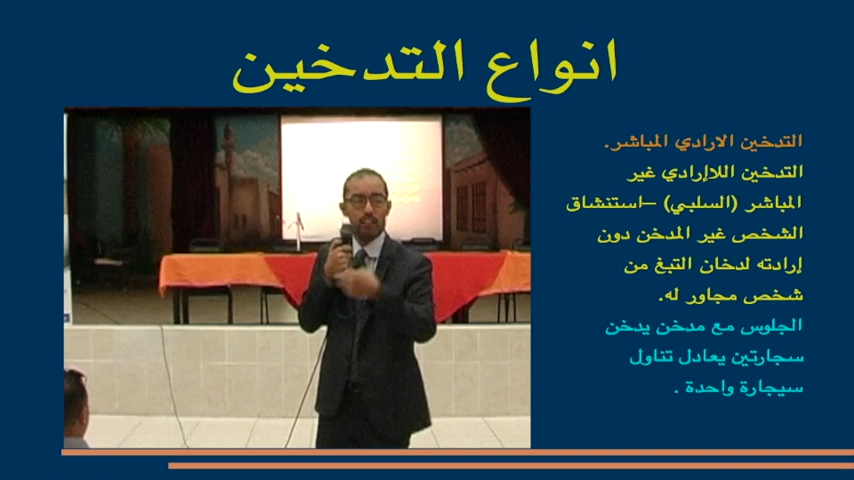 انواع التدخين
التدخين الارادي المباشر.
التدخين اللاإرادي غير
المباشر (السلبي) –استنشاق
الشخص غير المدخن دون
إرادته لدخان التبغ من
شخص مجاور له.
الجلوس مع مدخن يدخن
سجارتين يعادل تناول
سيجارة واحدة .